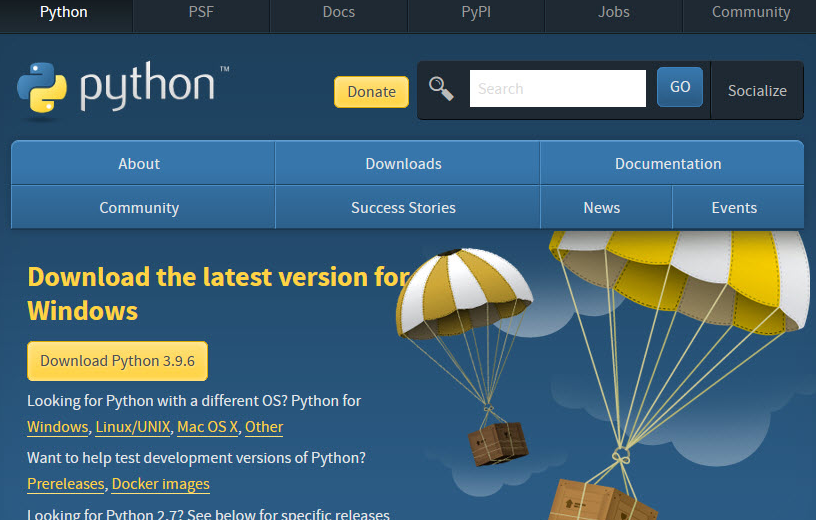 Python PSF Docs PyPI Jobs Community
python™ Donate Search GO Socialize
About Downloads Documentation
Community Success Stories News Events
Download the latest version for
Windows
Download Python 3.9.6
Looking for Python with a different OS? Python for
Windows, Linux/UNIX, Mac OS X, Other
Want to help test development versions of Python?
Prereleases, Docker images
Looking for Python 2.7? See below for specific releases